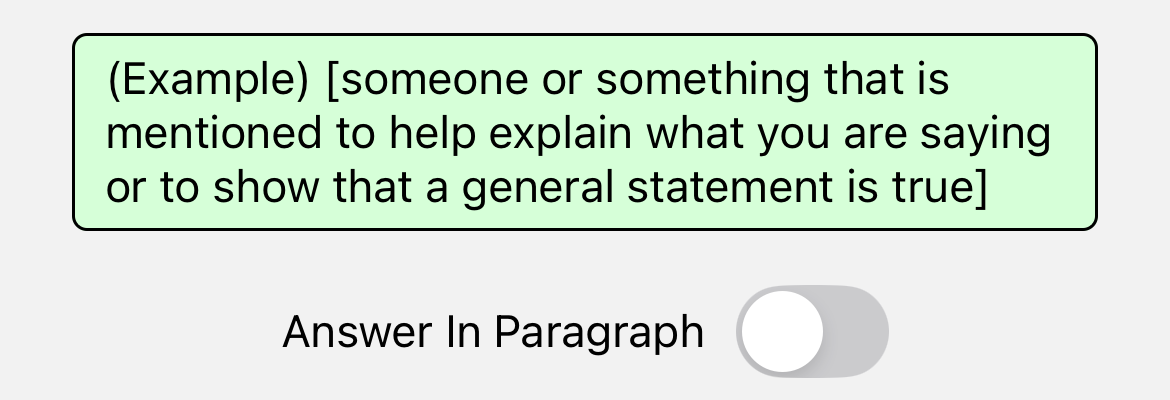 (Example) [someone or something that is
mentioned to help explain what you are saying
or to show that a general statement is true]
Answer In Paragraph